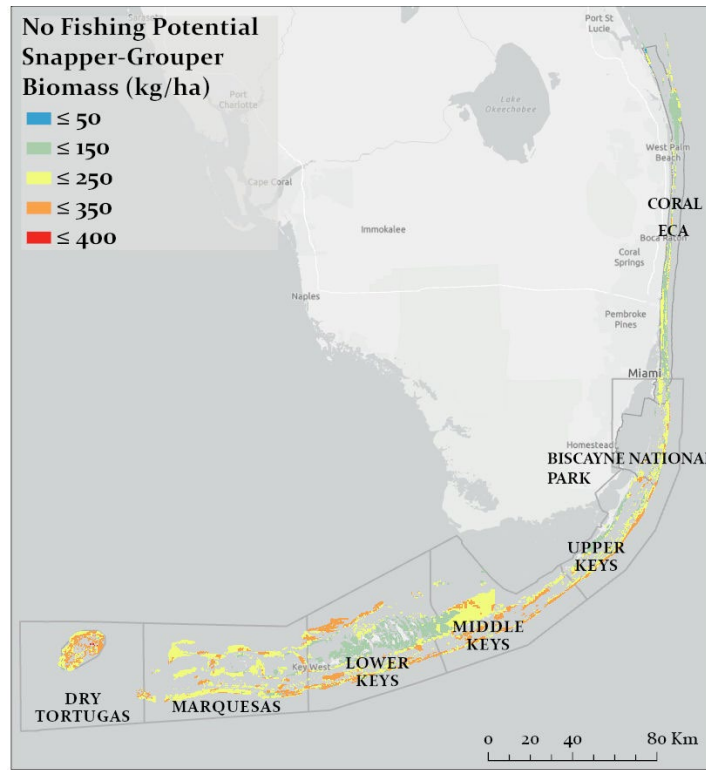 No Fishing Potential
Snapper-Grouper
Biomass (kg/ha)
≤ 50
≤ 150
≤ 250
≤ 350
≤ 400
Port St
Lucie
Port
Charlotte
Lake
Okeechobee
West Palm
Beach
Cape Coral
CORAL
ECA
Immokalee
Boca Raton
Coral
Springs
Naples
Pembroke
Pines
Miami
Homestead
BISCAYNE NATIONAL
PARK
UPPER
KEYS
MIDDLE
KEYS
Key West
LOWER
KEYS
DRY
TORTUGAS
MARQUESAS
0 20 40 80 Km